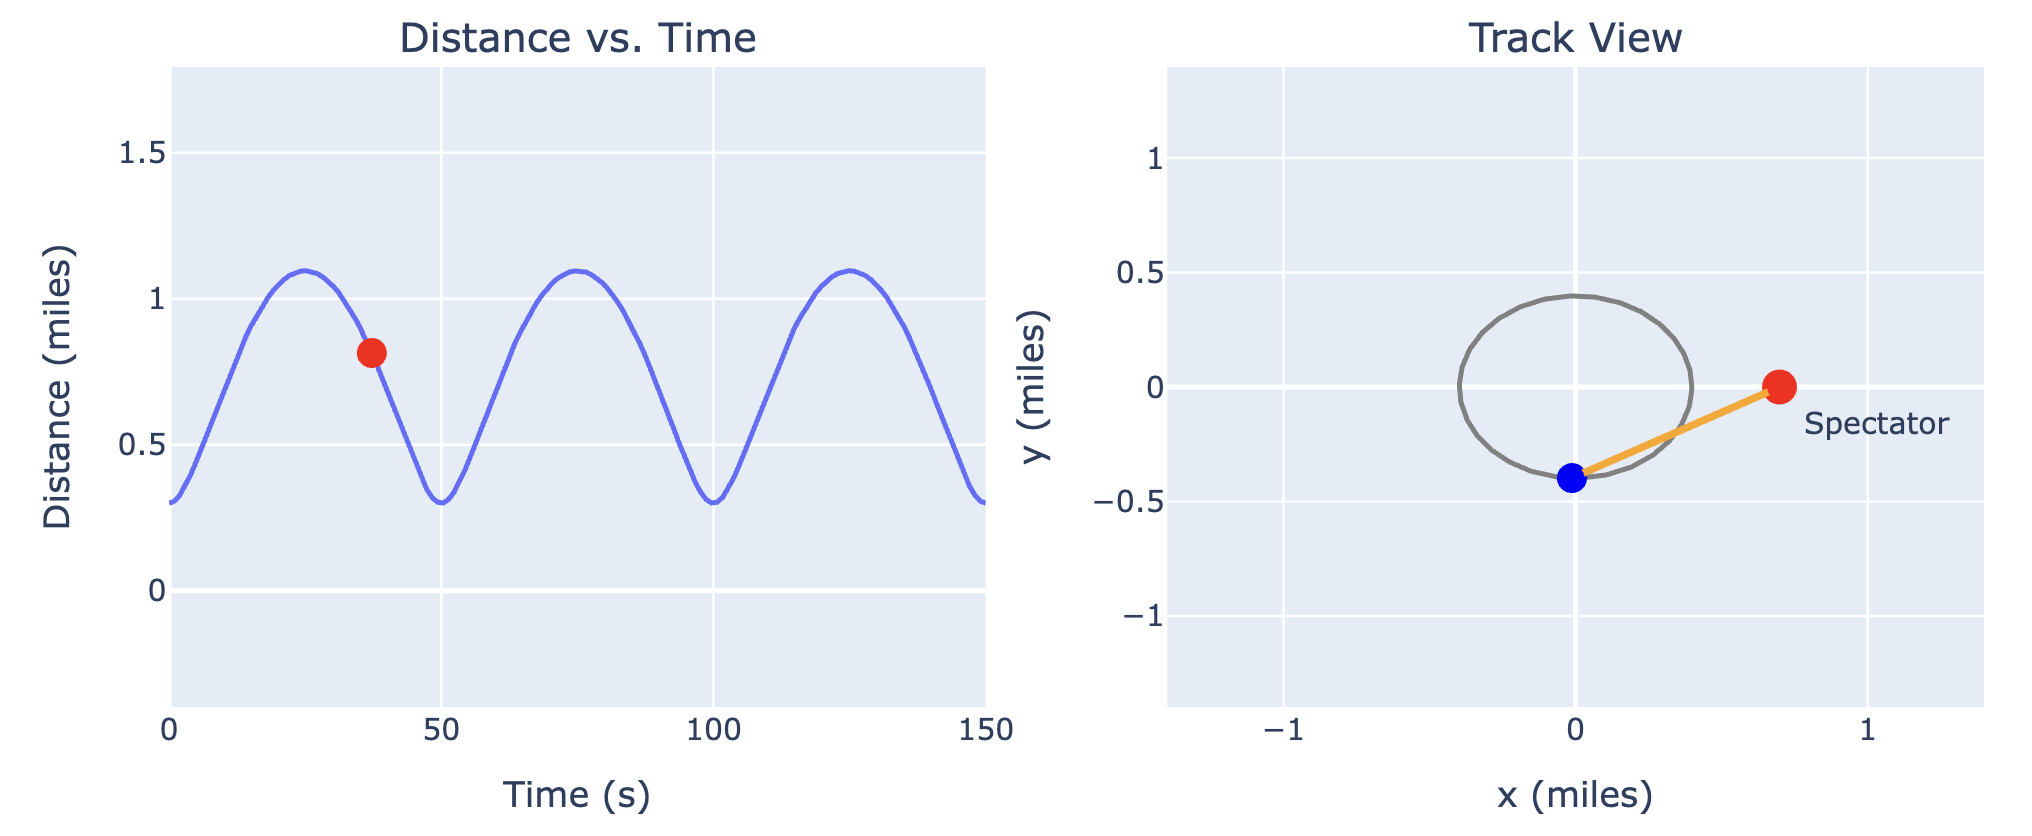 Distance vs. Time
Track View
Distance (miles)
1.5
1
0.5
0
0
50
100
150
Time (s)
y (miles)
1
0.5
0
−0.5
−1
−1
0
1
x (miles)
Spectator